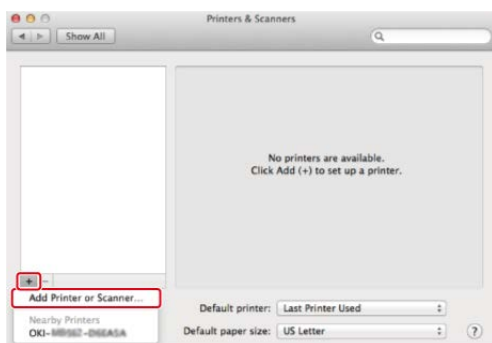 Printers & Scanners
Show All
No printers are available.
Click Add (+) to set up a printer.
+ -
Add Printer or Scanner...
Nearby Printers
OKI-
Default printer: Last Printer Used
Default paper size: US Letter
?